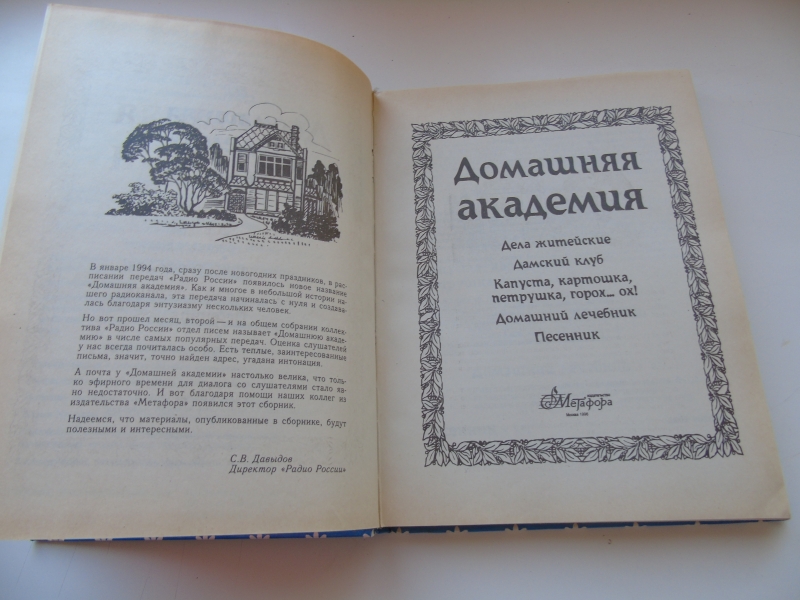 В январе 1994 года, сразу после новогодних праздников, в рас-
писании передач «Радио России» появилось новое название
«Домашняя академия». Как и многое в небольшой истории на-
шего радиоканала, эта передача начиналась с нуля и создава-
лась благодаря энтузиазму нескольких человек.
Но вот прошел месяц, второй — и на общем собрании коллек-
тива «Радио России» отдел писем называет «Домашнюю акаде-
мию» в числе самых популярных передач. Оценка слушателей
у нас всегда почиталась особо. Есть теплые, заинтересованные
письма, значит, точно найден адрес, угадана интонация.
А почта у «Домашней академии» настолько велика, что толь-
ко эфирного времени для диалога со слушателями стало яв-
но недостаточно. И вот благодаря помощи наших коллег из
издательства «Метафора» появился этот сборник.
Надеемся, что материалы, опубликованные в сборнике, будут
полезными и интересными.
С.В. Давыдов
Директор «Радио России»
Домашняя
академия
Дела житейские
Дамский клуб
Капуста, картошка,
петрушка, горох... ох!
Домашний лечебник
Песенник
Метафора